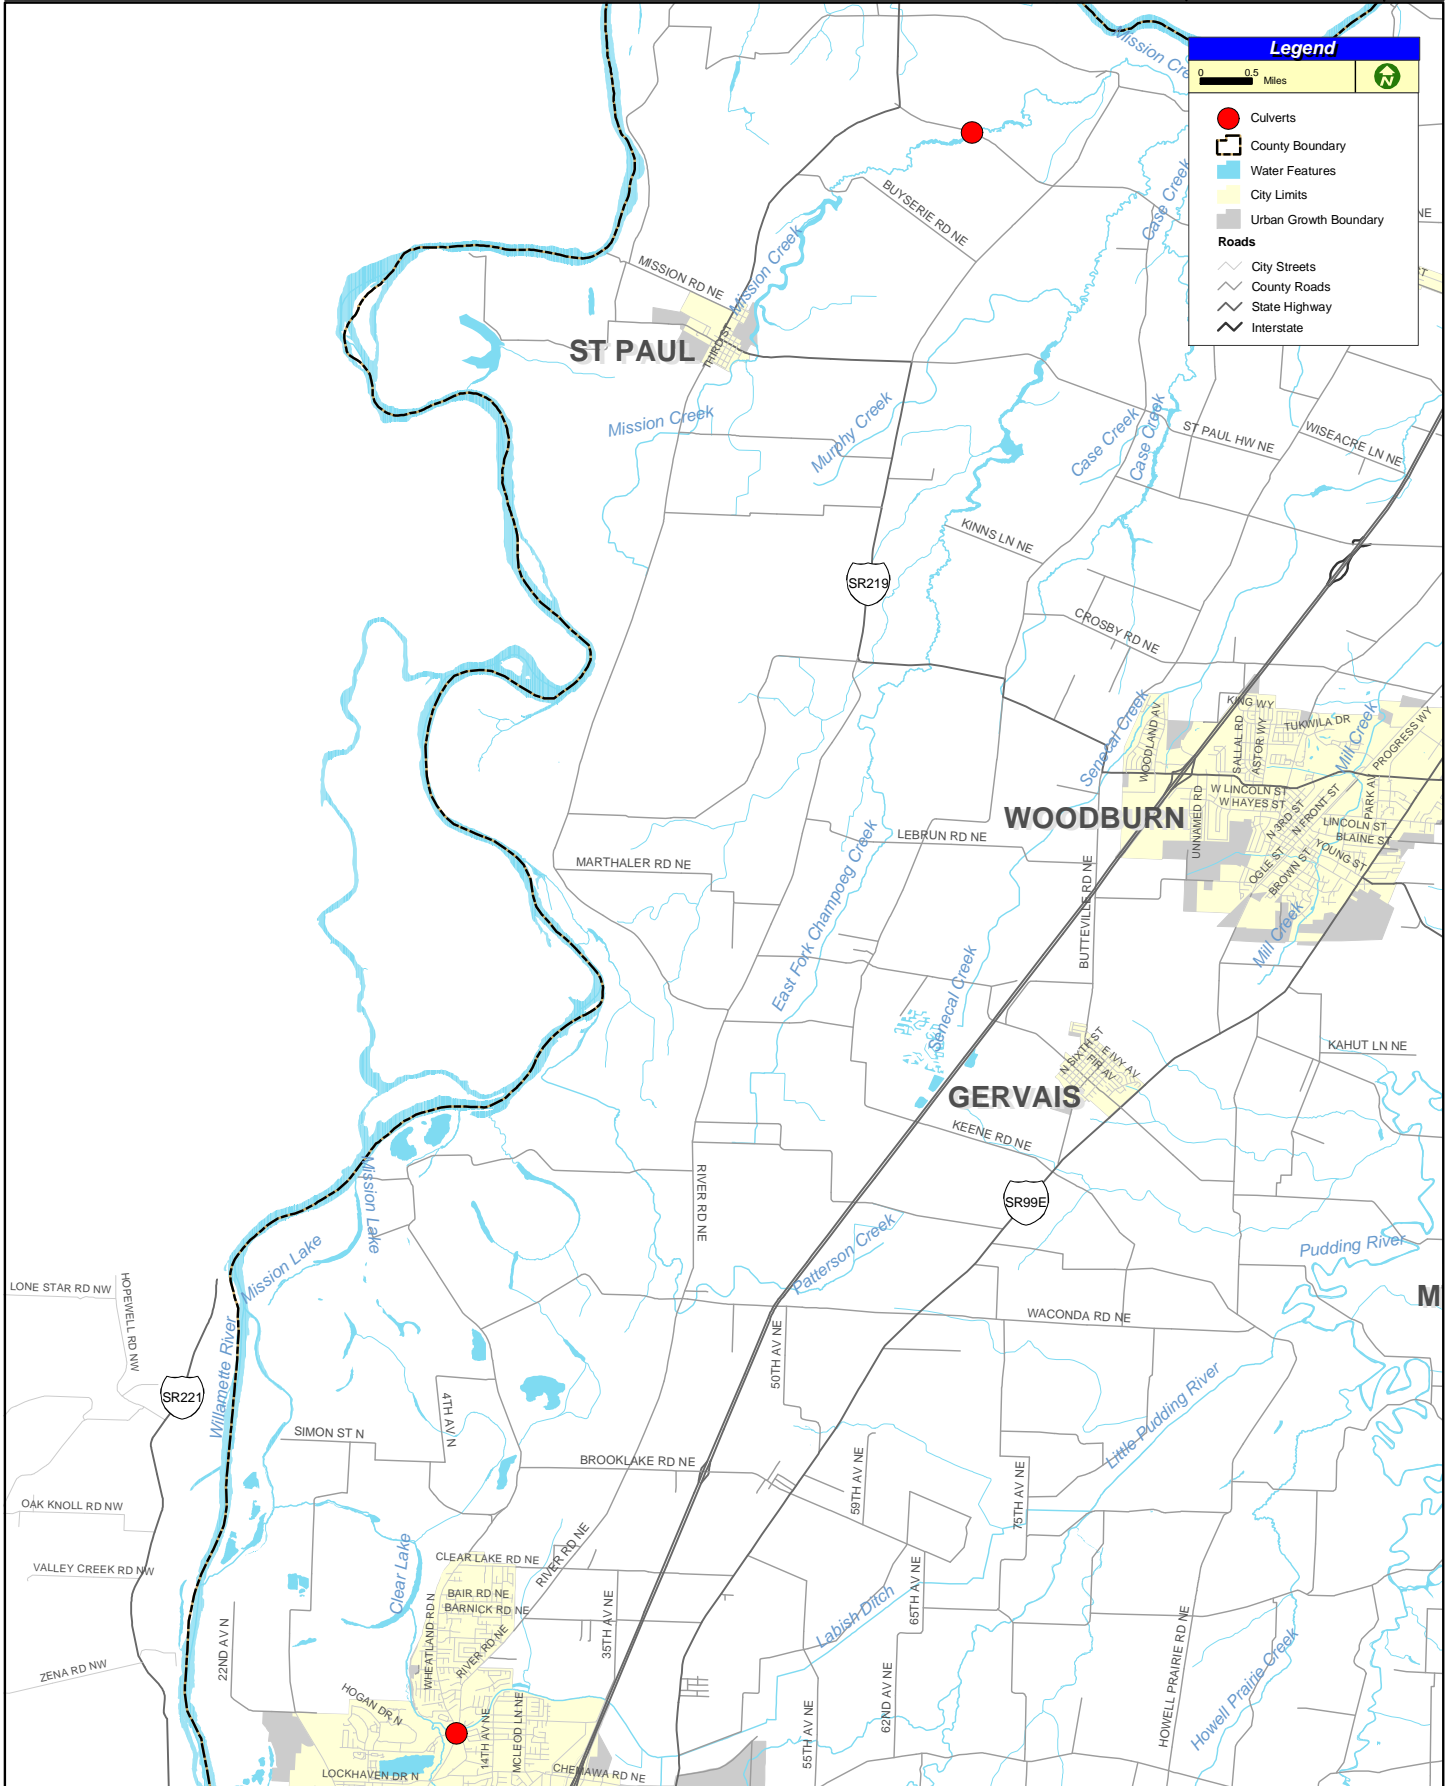 Mission Cre
Legend
0 0.5 Miles
N
Culverts
County Boundary
Water Features
City Limits
Urban Growth Boundary
Roads
City Streets
County Roads
State Highway
Interstate
NE
ST
BUYSERIE RD NE
Case Creek
MISSION RD NE
Mission Creek
ST PAUL
THIRD ST
Mission Creek
Murphy Creek
Case Creek
Case Creek
ST PAUL HW NE
WISEACRE LN NE
KINNS LN NE
SR219
CROSBY RD NE
Senecal Creek
WOODLAND AV
KING WY
SALLAL RD
ASTOR WY
TUKWILA DR
Mill Creek
PROGRESS WY
WOODBURN
W LINCOLN ST
W HAYES ST
UNNAMED RD
N 3RD ST
N FRONT ST
PARK AV
LINCOLN ST
BLAINE ST
YOUNG ST
OGLE ST
BROWN ST
LEBRUN RD NE
MARTHALER RD NE
East Fork Champoeg Creek
BUTTEVILLE RD NE
Mill Creek
Senecal Creek
N SIXTH ST
E IVY AV
FIR AV
KAHUT LN NE
GERVAIS
KEENE RD NE
Mission Lake
RIVER RD NE
SR99E
Patterson Creek
Pudding River
Mission Lake
LONE STAR RD NW
HOPEWELL RD NW
M
WACONDA RD NE
Willamette River
50TH AV NE
SR221
4TH AV N
Little Pudding River
SIMON ST N
BROOKLAKE RD NE
59TH AV NE
75TH AV NE
OAK KNOLL RD NW
Clear Lake
CLEAR LAKE RD NE
RIVER RD NE
VALLEY CREEK RD NW
BAIR RD NE
BARNICK RD NE
WHEATLAND RD N
RIVER RD NE
35TH AV NE
65TH AV NE
Labish Ditch
22ND AV N
HOWELL PRAIRIE RD NE
Howell Prairie Creek
ZENA RD NW
HOGAN DR N
62ND AV NE
14TH AV NE
MCLEOD LN NE
55TH AV NE
LOCKHAVEN DR N
CHEMAWA RD NE